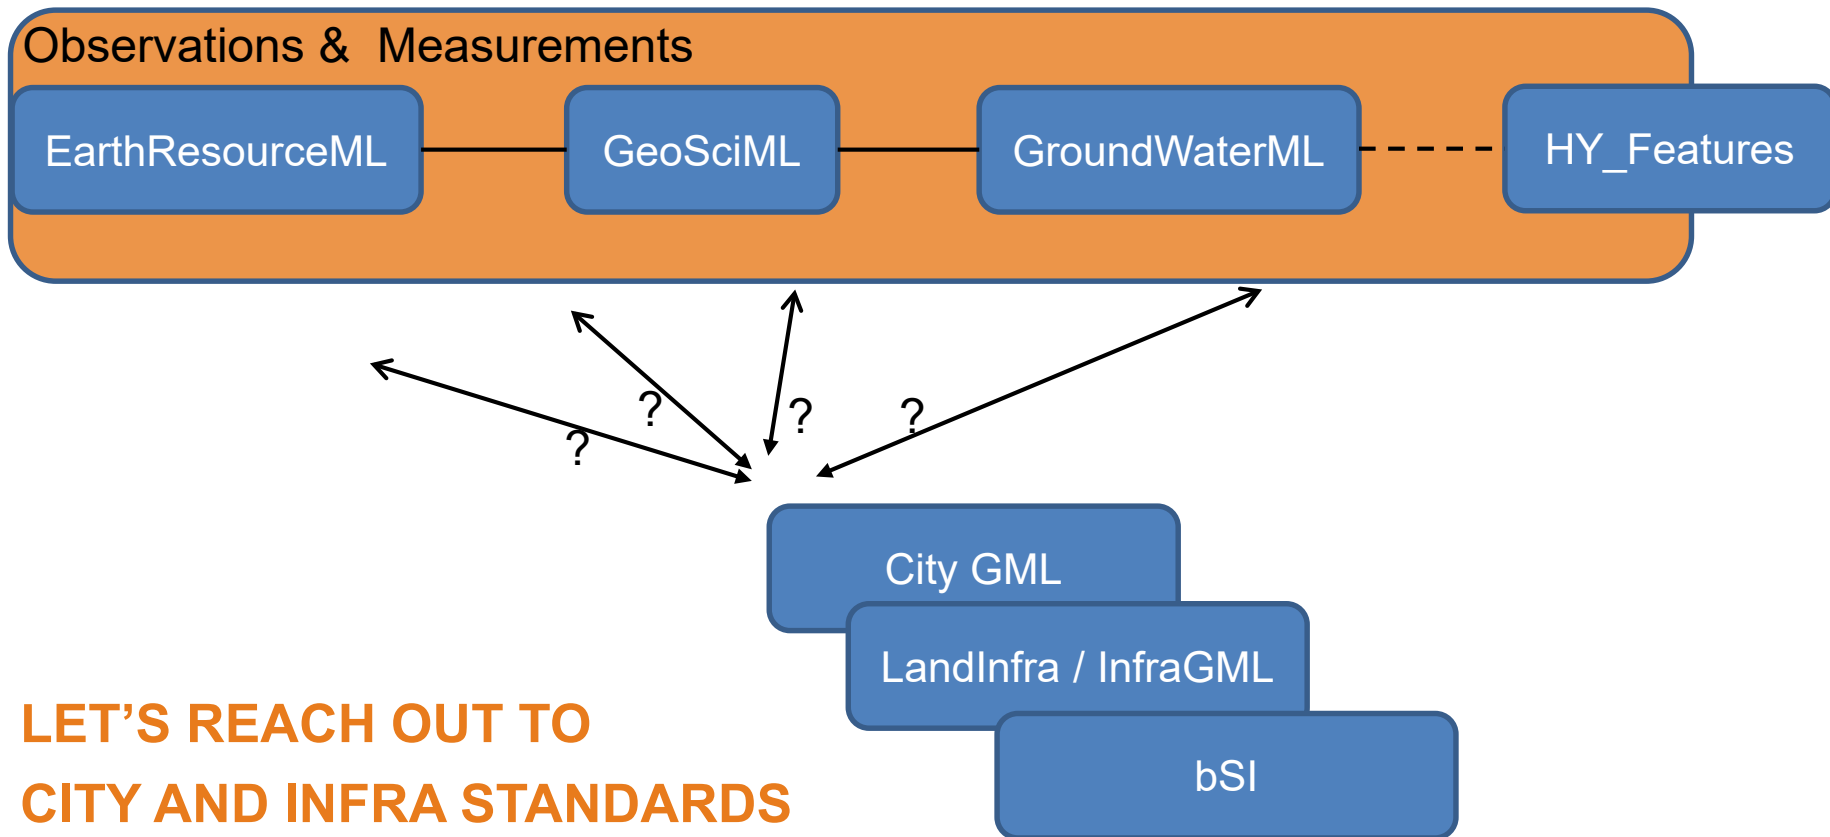 Observations &  Measurements
EarthResourceML
GeoSciML
GroundWaterML
HY_Features
?
?
?
?
City GML
LandInfra / InfraGML
bSI
LET’S REACH OUT TO
CITY AND INFRA STANDARDS